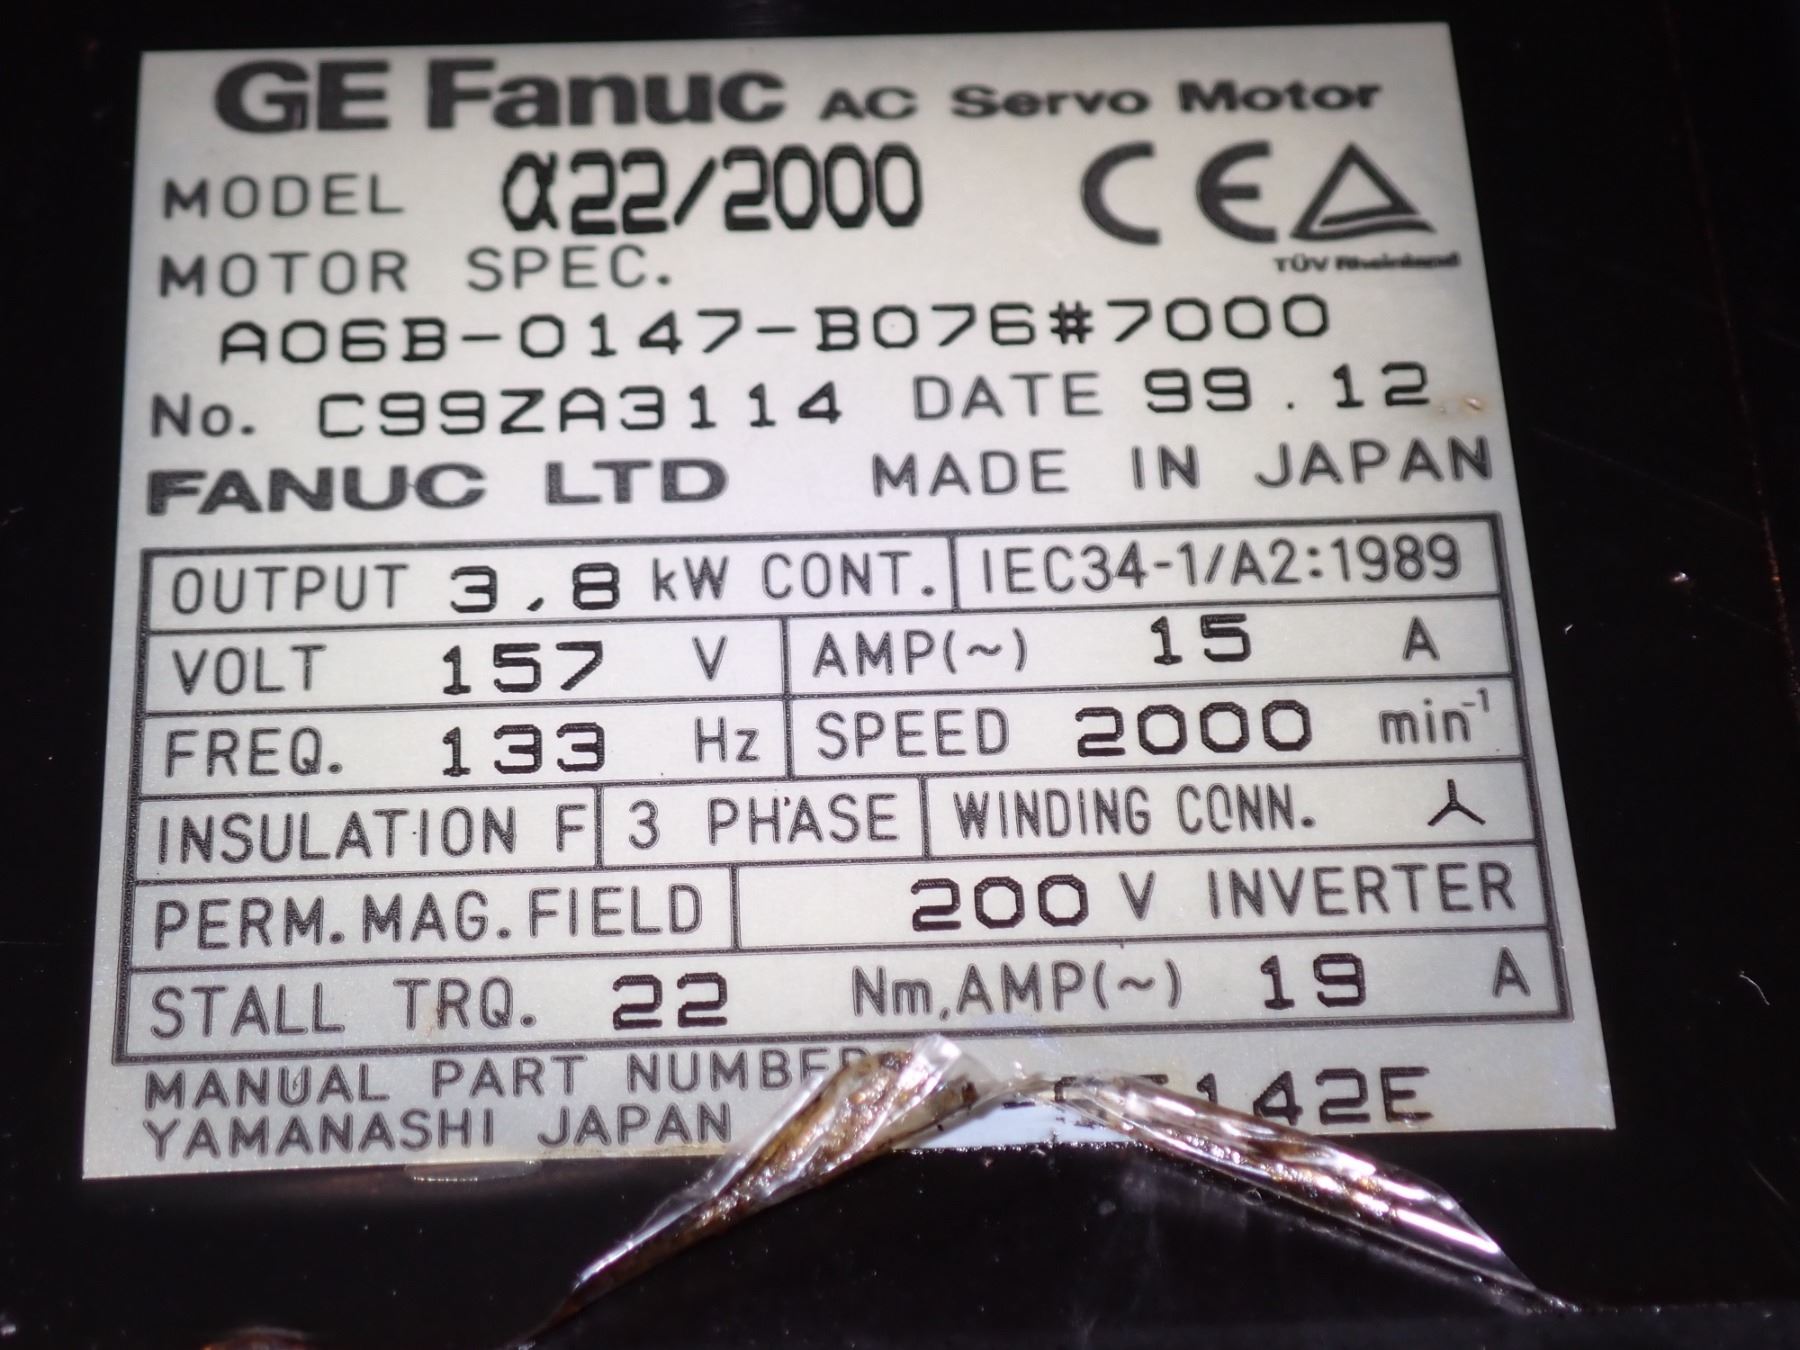 GE Fanuc AC Servo Motor
MODEL α22/2000
CE
TÜV Rheinland
MOTOR SPEC.
A06B-0147-B076#7000
No. C99ZA3114 DATE 99.12
FANUC LTD MADE IN JAPAN
OUTPUT 3.8 kW CONT. IEC34-1/A2:1989
VOLT 157 V AMP(~) 15 A
FREQ. 133 Hz SPEED 2000 min⁻¹
INSULATION F 3 PHASE WINDING CONN.
PERM.MAG.FIELD 200 V INVERTER
STALL TRQ. 22 Nm,AMP(~) 19 A
MANUAL PART
YAMANASHI JAPAN